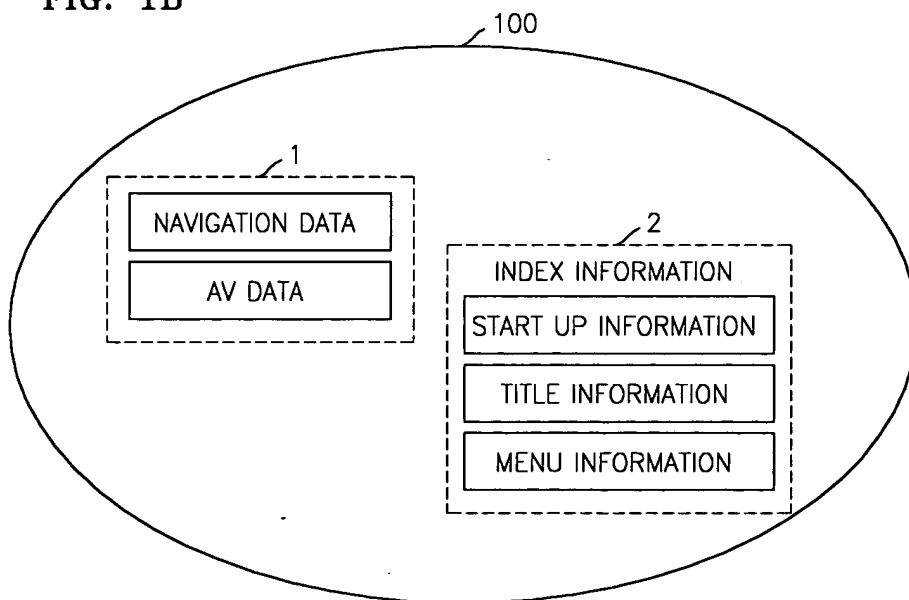 FIG. 1B
100
1
NAVIGATION DATA
AV DATA
2
INDEX INFORMATION
START UP INFORMATION
TITLE INFORMATION
MENU INFORMATION